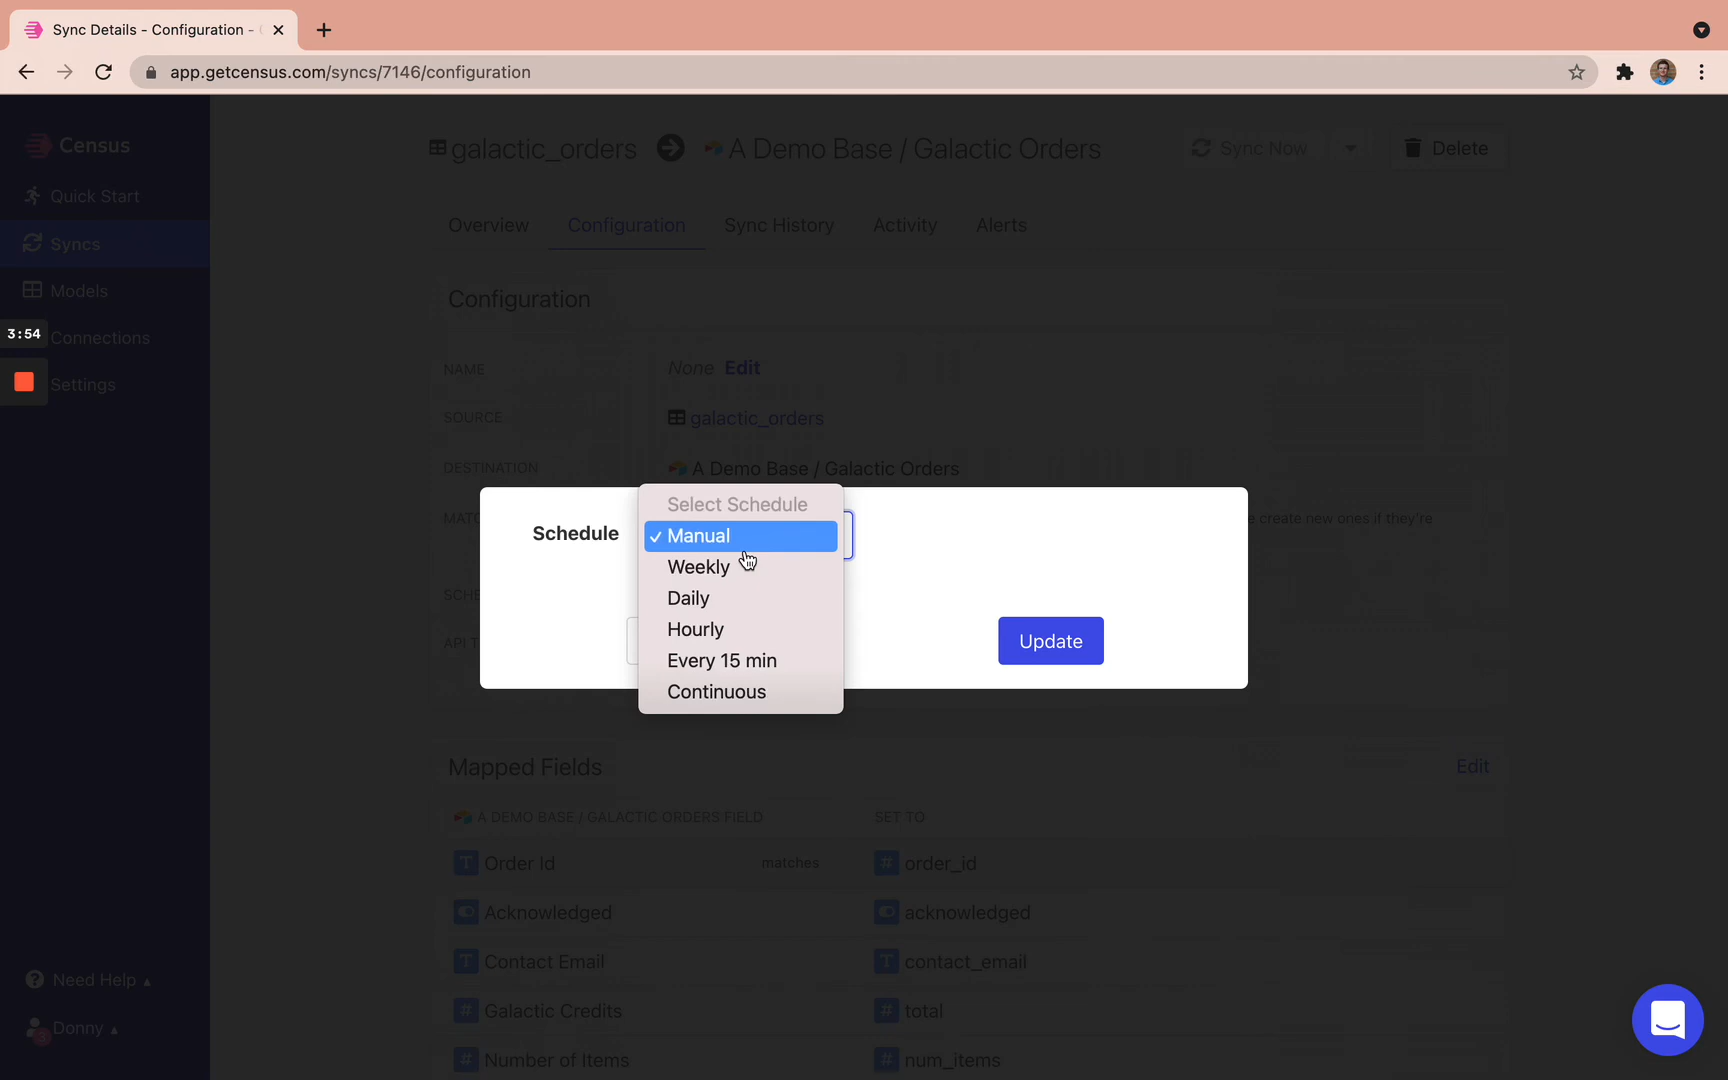 Sync Details - Configuration -
app.getcensus.com/syncs/7146/configuration
Census
galactic_orders
A Demo Base / Galactic Orders
Sync Now
Delete
Quick Start
Overview
Configuration
Sync History
Activity
Alerts
Syncs
Models
Configuration
3:54
Connections
NAME
None Edit
Settings
SOURCE
galactic_orders
DESTINATION
A Demo Base / Galactic Orders
Select Schedule
e create new ones if they're
Schedule
✓ Manual
Weekly
Daily
Hourly
Every 15 min
Continuous
Update
Mapped Fields
Edit
A DEMO BASE / GALACTIC ORDERS FIELD
SET TO
Order Id
matches
order_id
Acknowledged
acknowledged
Contact Email
contact_email
Galactic Credits
total
Number of Items
num_items
Need Help
Donny
3